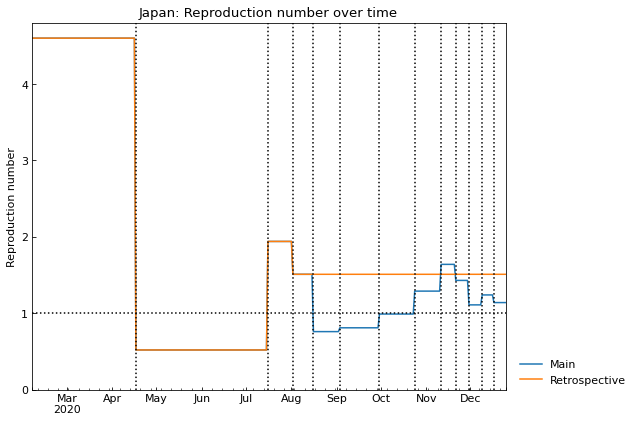 Japan: Reproduction number over time
Reproduction number
4
3
2
1
0
Mar Apr May Jun Jul Aug Sep Oct Nov Dec
2020
Main
Retrospective